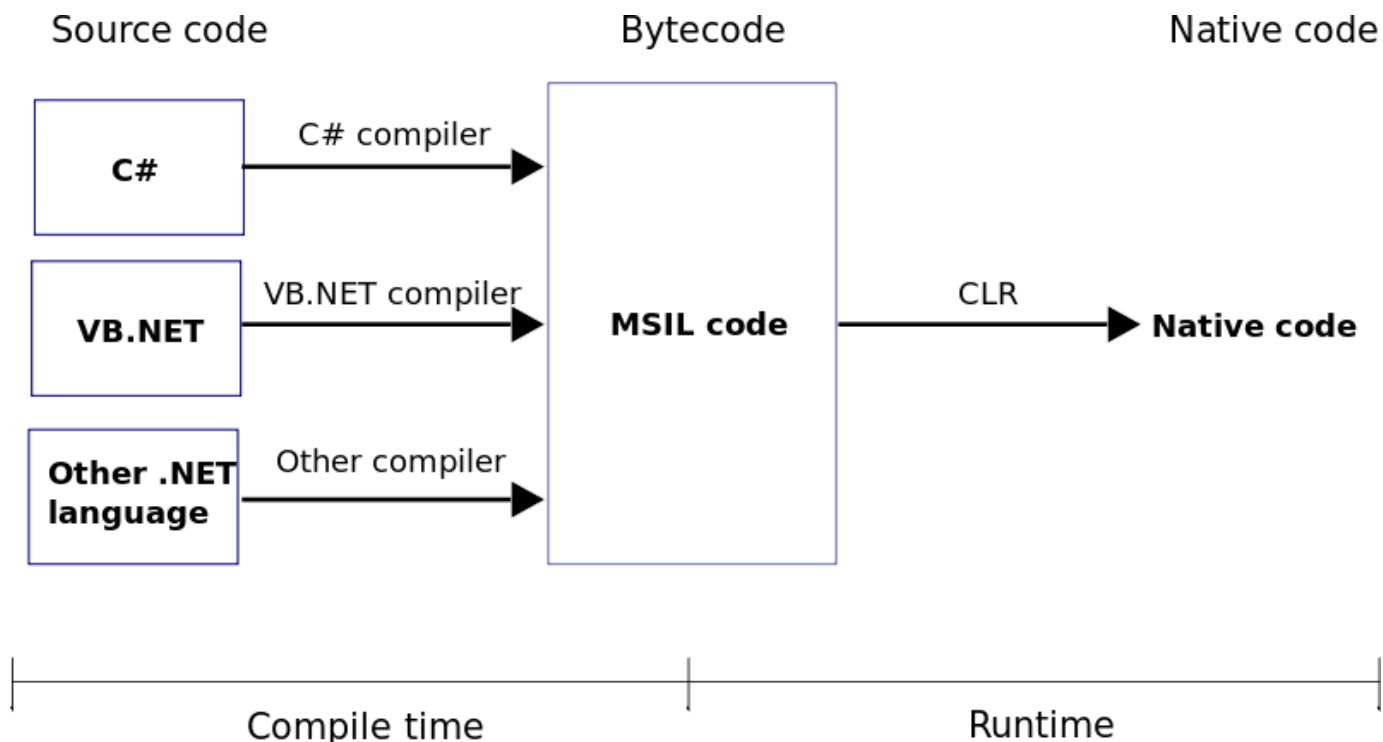 Source code
Bytecode
Native code
C#
C# compiler
VB.NET
VB.NET compiler
Other .NET
language
Other compiler
MSIL code
CLR
Native code
Compile time
Runtime